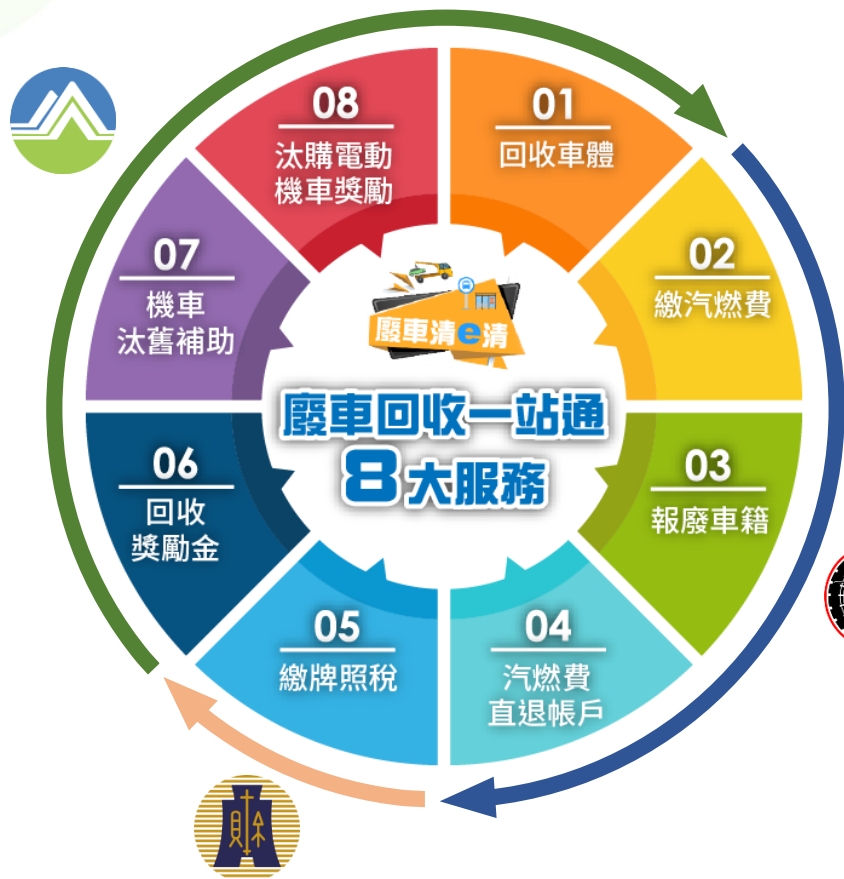 01
回收車體
02
繳汽燃費
03
報廢車籍
04
汽燃費
直退帳戶
05
繳牌照稅
06
回收
獎勵金
07
機車
汰舊補助
08
汰購電動
機車獎勵
廢車清e清
廢車回收一站通
8大服務
財